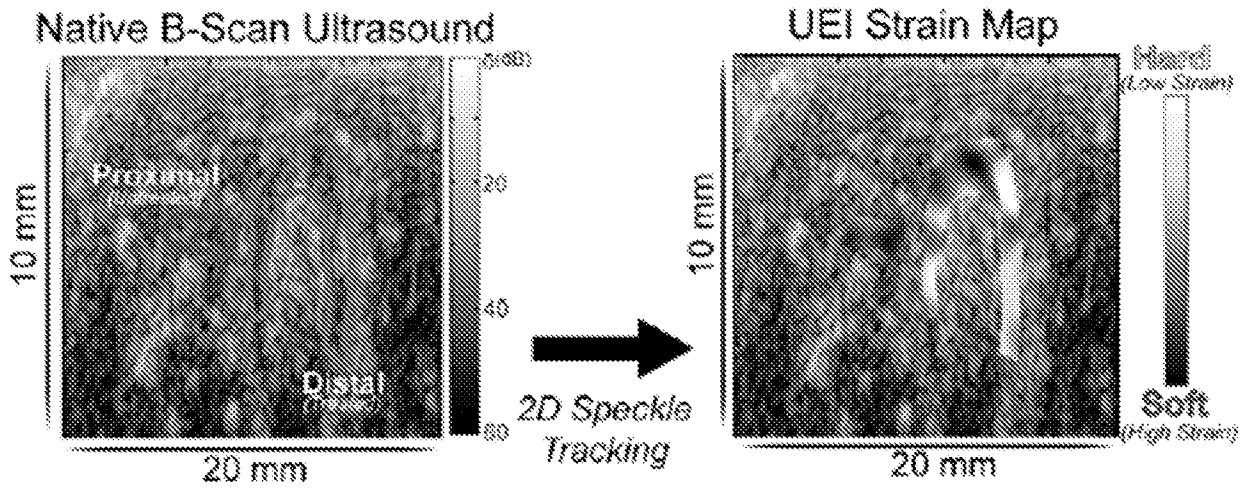 Native B-Scan Ultrasound
UEI Strain Map
0(dB)
20
40
60
Proximal
Distal
10 mm
20 mm
2D Speckle
Tracking
10 mm
20 mm
Hard
(Low Strain)
Soft
(High Strain)